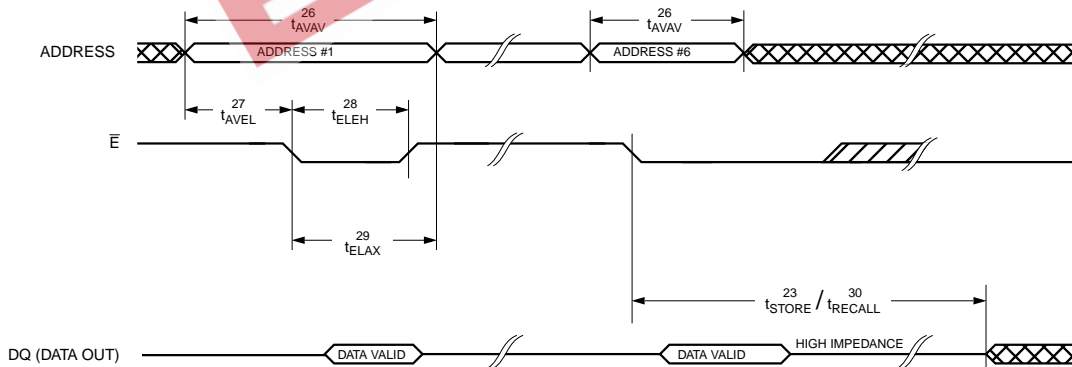 26 26
tAVAV tAVAV
ADDRESS ADDRESS #1 ADDRESS #6
27 28
tAVEL tELEH
E̅
29
tELAX
23 30
tSTORE / tRECALL
DQ (DATA OUT) DATA VALID DATA VALID HIGH IMPEDANCE